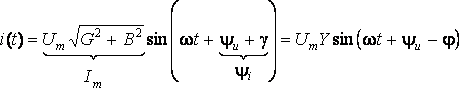 i(t) = U_m √(G² + B²) sin(ωt + ψ_u + γ) = U_m Y sin(ωt + ψ_u − φ)
I_m ψ_i